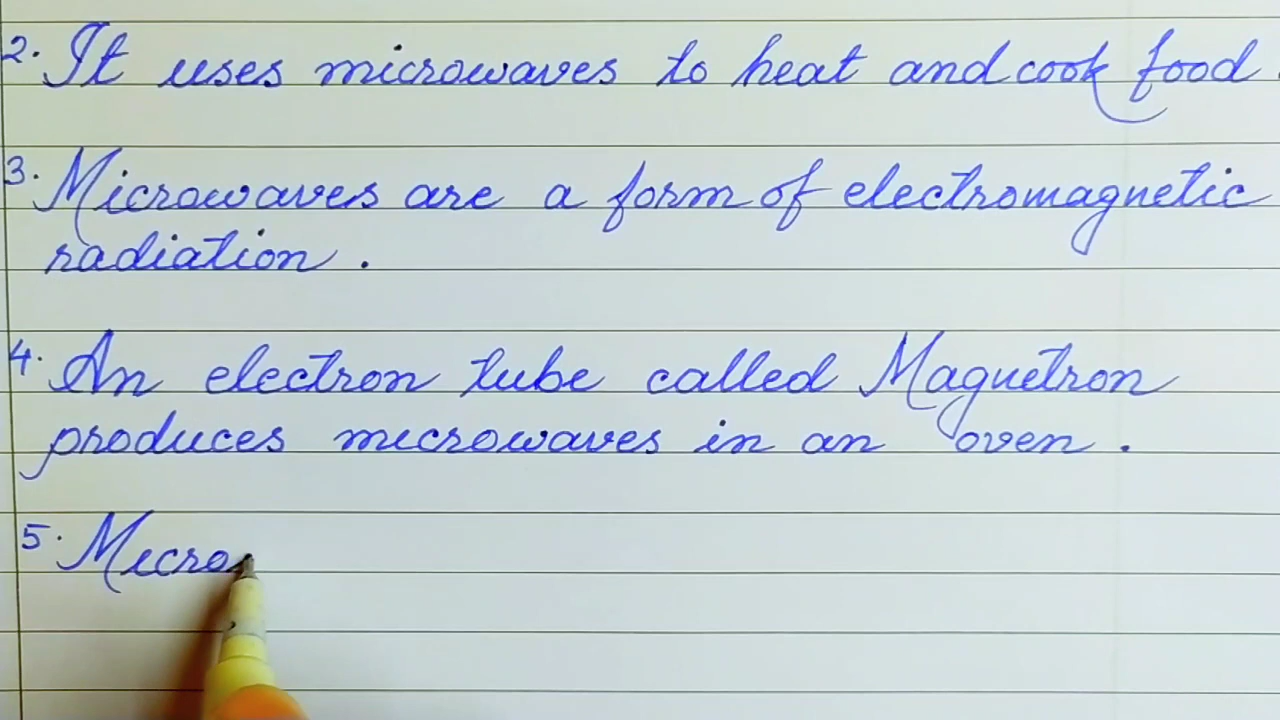 2. It uses microwaves to heat and cook food.
3. Microwaves are a form of electromagnetic
radiation.
4. An electron tube called Magnetron
produces microwaves in an oven.
5. Micro